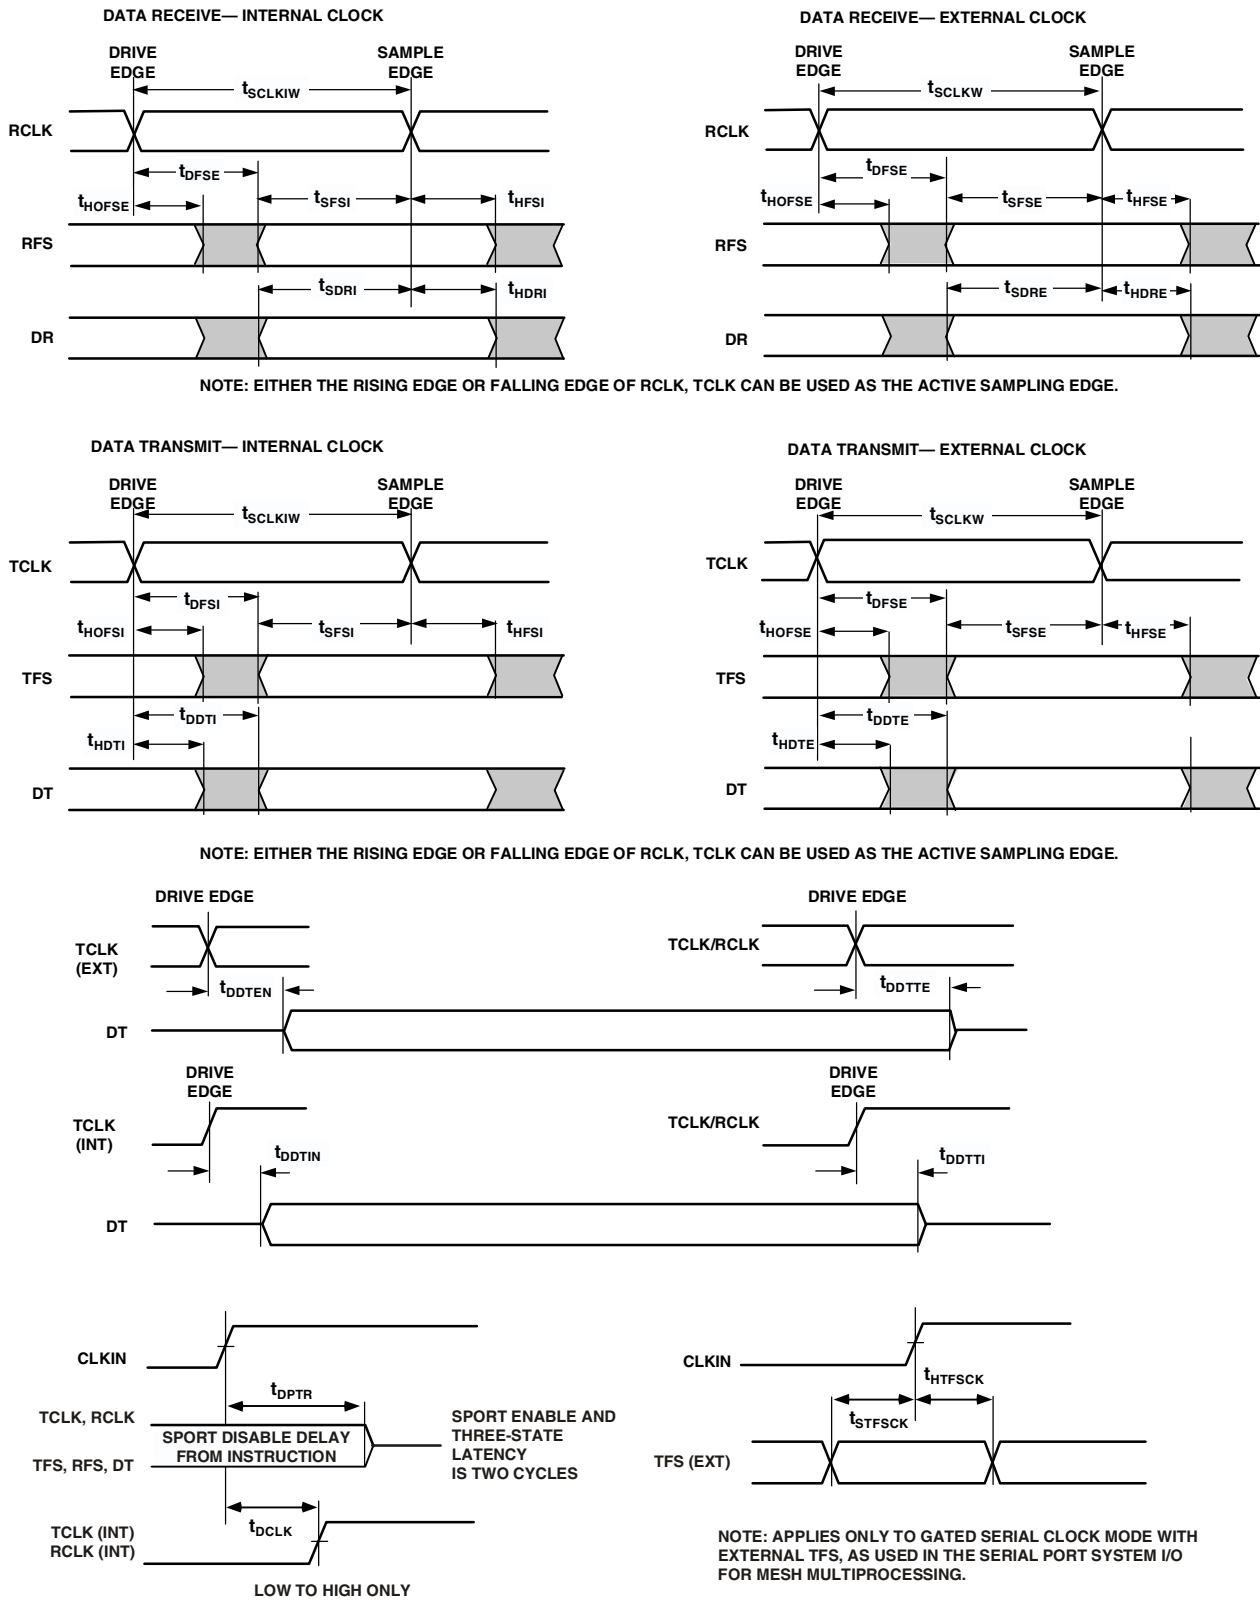 DATA RECEIVE— INTERNAL CLOCK
DRIVE
EDGE
SAMPLE
EDGE
tSCLKIW
RCLK
tDFSE
tHOFSE
tSFSI
tHFSI
RFS
tSDRI
tHDRI
DR
DATA RECEIVE— EXTERNAL CLOCK
DRIVE
EDGE
SAMPLE
EDGE
tSCLKW
RCLK
tDFSE
tHOFSE
tSFSE
tHFSE
RFS
tSDRE
tHDRE
DR
NOTE: EITHER THE RISING EDGE OR FALLING EDGE OF RCLK, TCLK CAN BE USED AS THE ACTIVE SAMPLING EDGE.
DATA TRANSMIT— INTERNAL CLOCK
DRIVE
EDGE
SAMPLE
EDGE
tSCLKIW
TCLK
tDFSI
tHOFSI
tSFSI
tHFSI
TFS
tDDTI
tHDTI
DT
DATA TRANSMIT— EXTERNAL CLOCK
DRIVE
EDGE
SAMPLE
EDGE
tSCLKW
TCLK
tDFSE
tHOFSE
tSFSE
tHFSE
TFS
tDDTE
tHDTE
DT
NOTE: EITHER THE RISING EDGE OR FALLING EDGE OF RCLK, TCLK CAN BE USED AS THE ACTIVE SAMPLING EDGE.
DRIVE EDGE
DRIVE EDGE
TCLK
(EXT)
TCLK/RCLK
tDDTEN
tDDTTE
DT
DRIVE
EDGE
DRIVE
EDGE
TCLK
(INT)
TCLK/RCLK
tDDTIN
tDDTTI
DT
CLKIN
tDPTR
TCLK, RCLK
SPORT DISABLE DELAY
FROM INSTRUCTION
TFS, RFS, DT
SPORT ENABLE AND
THREE-STATE
LATENCY
IS TWO CYCLES
tDCLK
TCLK (INT)
RCLK (INT)
LOW TO HIGH ONLY
CLKIN
tHTFSCK
tSTFSCK
TFS (EXT)
NOTE: APPLIES ONLY TO GATED SERIAL CLOCK MODE WITH
EXTERNAL TFS, AS USED IN THE SERIAL PORT SYSTEM I/O
FOR MESH MULTIPROCESSING.